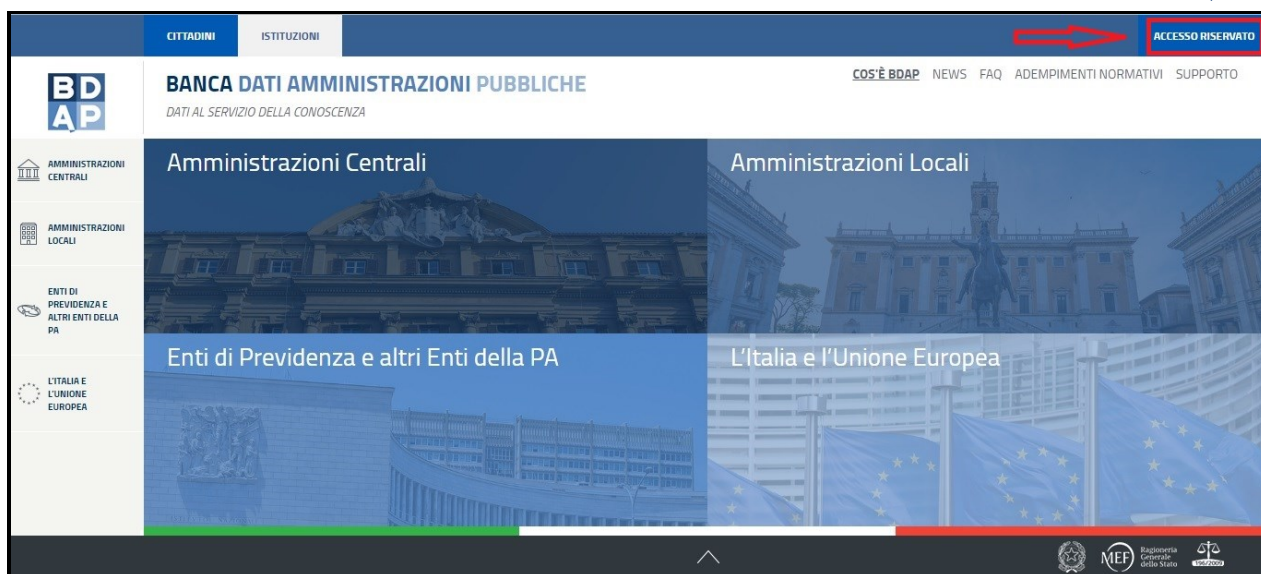 CITTADINI
ISTITUZIONI
ACCESSO RISERVATO
BD
AP
BANCA DATI AMMINISTRAZIONI PUBBLICHE
DATI AL SERVIZIO DELLA CONOSCENZA
COS'È BDAP
NEWS
FAQ
ADEMPIMENTI NORMATIVI
SUPPORTO
AMMINISTRAZIONI
CENTRALI
AMMINISTRAZIONI
LOCALI
ENTI DI
PREVIDENZA E
ALTRI ENTI DELLA
PA
L'ITALIA E
L'UNIONE
EUROPEA
Amministrazioni Centrali
Amministrazioni Locali
Enti di Previdenza e altri Enti della PA
L'Italia e l'Unione Europea
MEF
Ragioneria
Generale
dello Stato
196/2009